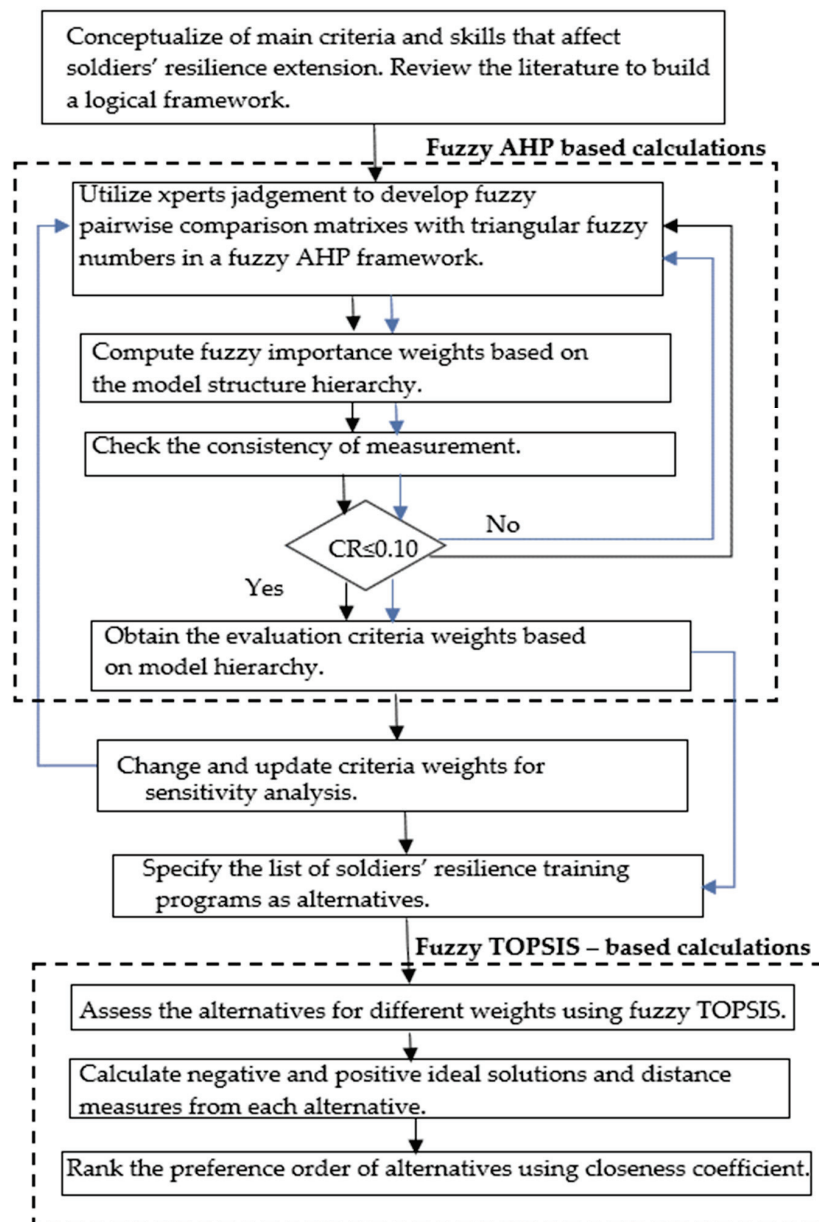 Conceptualize of main criteria and skills that affect
soldiers’ resilience extension. Review the literature to build
a logical framework.
Fuzzy AHP based calculations
Utilize xperts jadgement to develop fuzzy
pairwise comparison matrixes with triangular fuzzy
numbers in a fuzzy AHP framework.
Compute fuzzy importance weights based on
the model structure hierarchy.
Check the consistency of measurement.
No
CR≤0.10
Yes
Obtain the evaluation criteria weights based
on model hierarchy.
Change and update criteria weights for
sensitivity analysis.
Specify the list of soldiers’ resilience training
programs as alternatives.
Fuzzy TOPSIS – based calculations
Assess the alternatives for different weights using fuzzy TOPSIS.
Calculate negative and positive ideal solutions and distance
measures from each alternative.
Rank the preference order of alternatives using closeness coefficient.